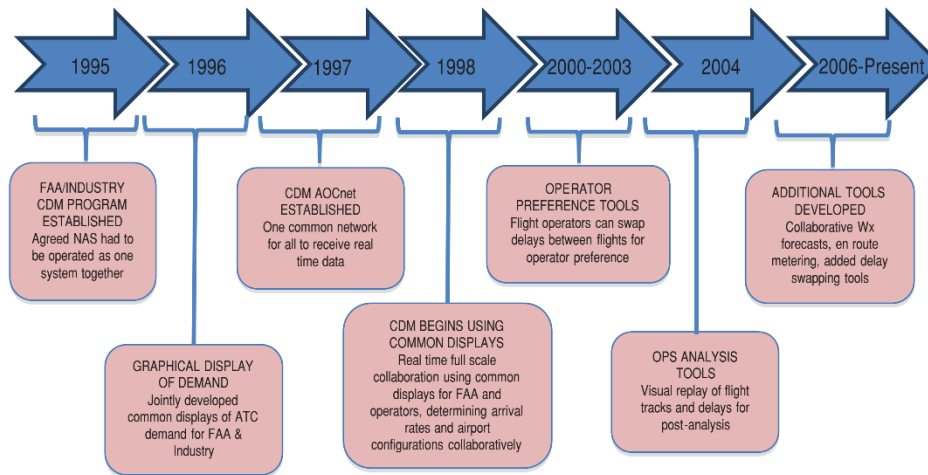 1995
1996
1997
1998
2000-2003
2004
2006-Present
FAA/INDUSTRY
CDM PROGRAM
ESTABLISHED
Agreed NAS had to
be operated as one
system together
GRAPHICAL DISPLAY
OF DEMAND
Jointly developed
common displays of ATC
demand for FAA &
Industry
CDM AOCnet
ESTABLISHED
One common network
for all to receive real
time data
CDM BEGINS USING
COMMON DISPLAYS
Real time full scale
collaboration using common
displays for FAA and
operators, determining arrival
rates and airport
configurations collaboratively
OPERATOR
PREFERENCE TOOLS
Flight operators can swap
delays between flights for
operator preference
OPS ANALYSIS
TOOLS
Visual replay of flight
tracks and delays for
post-analysis
ADDITIONAL TOOLS
DEVELOPED
Collaborative Wx
forecasts, en route
metering, added delay
swapping tools